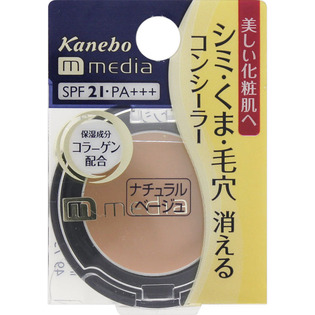 Kanebo
m media
SPF 21・PA+++
保湿成分
コラーゲン
配合
美しい化粧肌へ
シミ・くま・毛穴 消える
コンシーラー
ナチュラル
ベージュ
m media